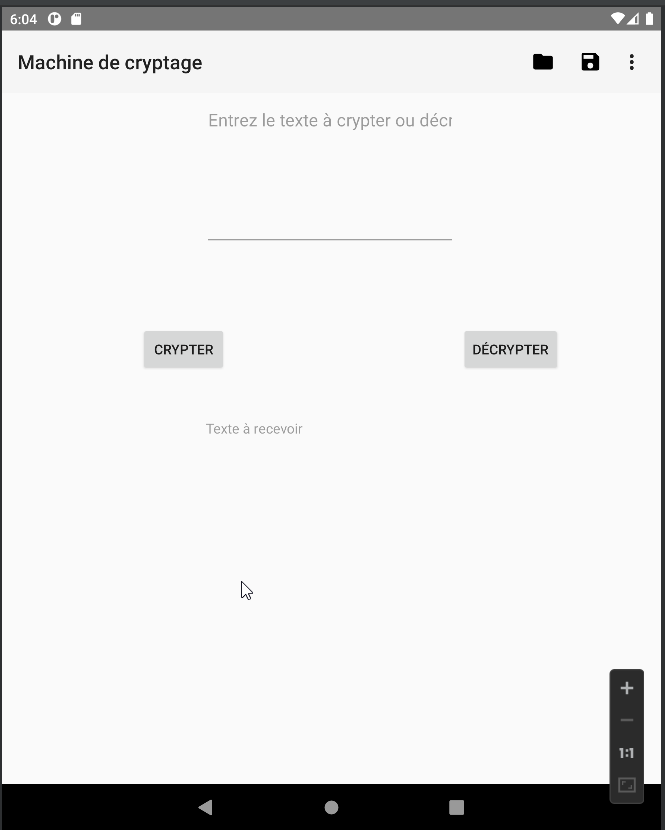 6:04
Machine de cryptage
Entrez le texte à crypter ou décr
CRYPTER
DÉCRYPTER
Texte à recevoir
1:1